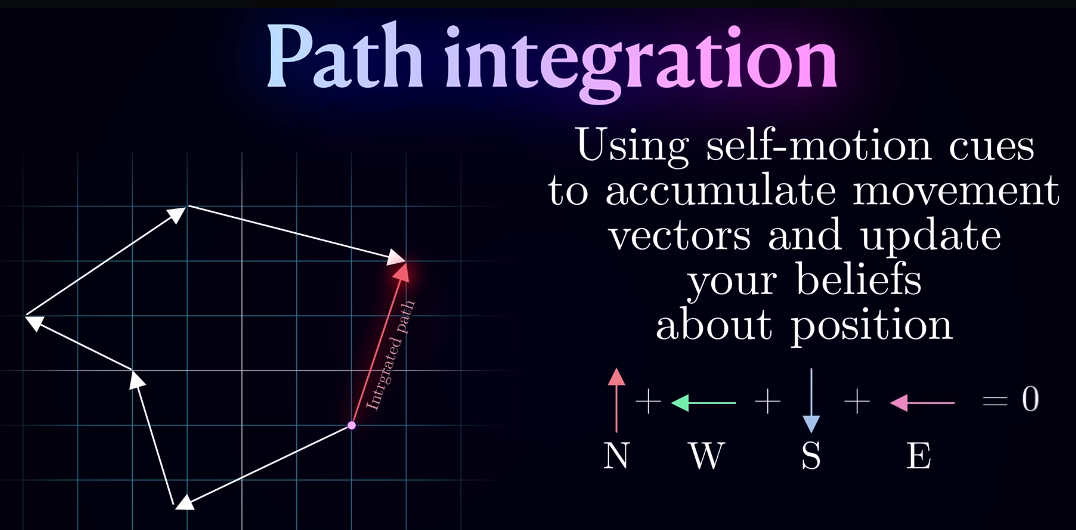 Path integration
Using self-motion cues
to accumulate movement
vectors and update
your beliefs
about position
Intrgrated path
+ + + = 0
N W S E